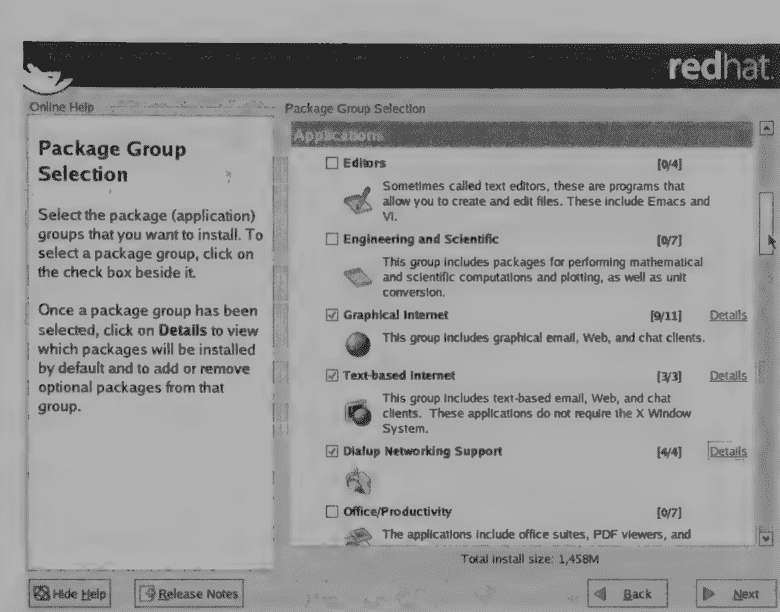 redhat.
Online Help
Package Group Selection
Package Group
Selection
Select the package (application)
groups that you want to install. To
select a package group, click on
the check box beside it.
Once a package group has been
selected, click on Details to view
which packages will be installed
by default and to add or remove
optional packages from that
group.
Applications
Editors [0/4]
Sometimes called text editors, these are programs that
allow you to create and edit files. These include Emacs and
Vi.
Engineering and Scientific [0/7]
This group includes packages for performing mathematical
and scientific computations and plotting, as well as unit
conversion.
Graphical Internet [9/11] Details
This group includes graphical email, Web, and chat clients.
Text-based Internet [3/3] Details
This group includes text-based email, Web, and chat
clients. These applications do not require the X Window
System.
Dialup Networking Support [4/4] Details
Office/Productivity [0/7]
The applications include office suites, PDF viewers, and
Total install size: 1,458M
Hide Help
Release Notes
Back
Next